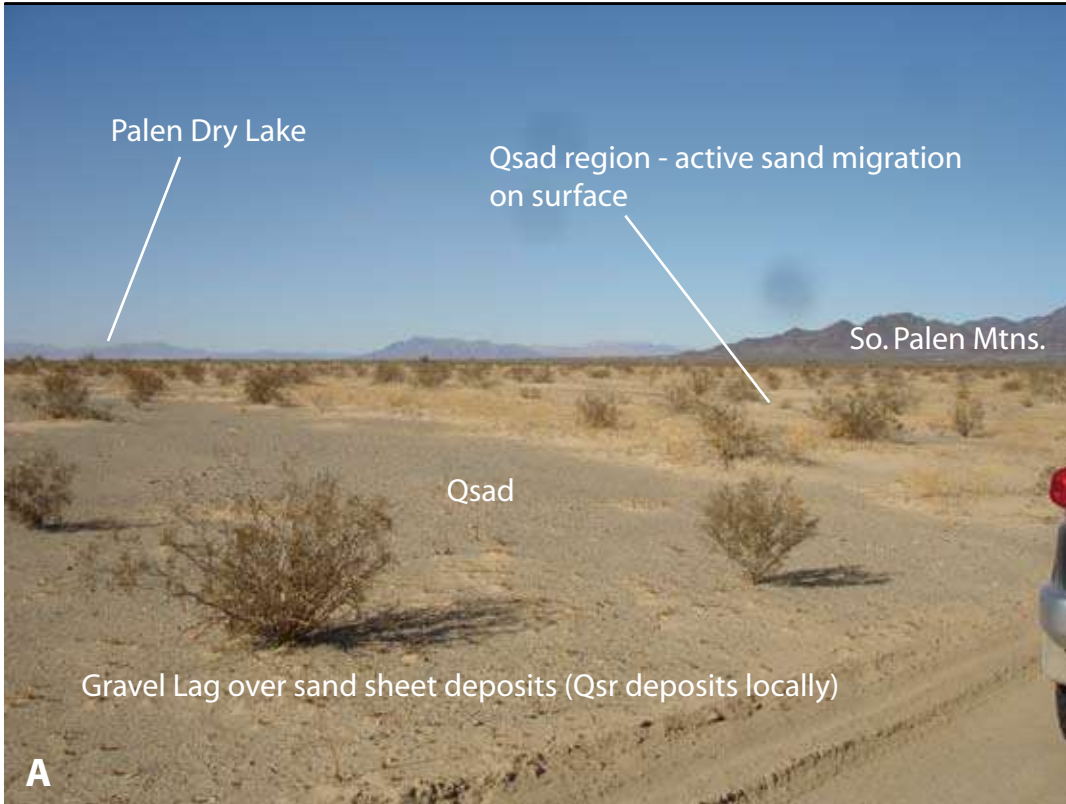 Palen Dry Lake
Qsad region - active sand migration
on surface
So. Palen Mtns.
Qsad
Gravel Lag over sand sheet deposits (Qsr deposits locally)
A